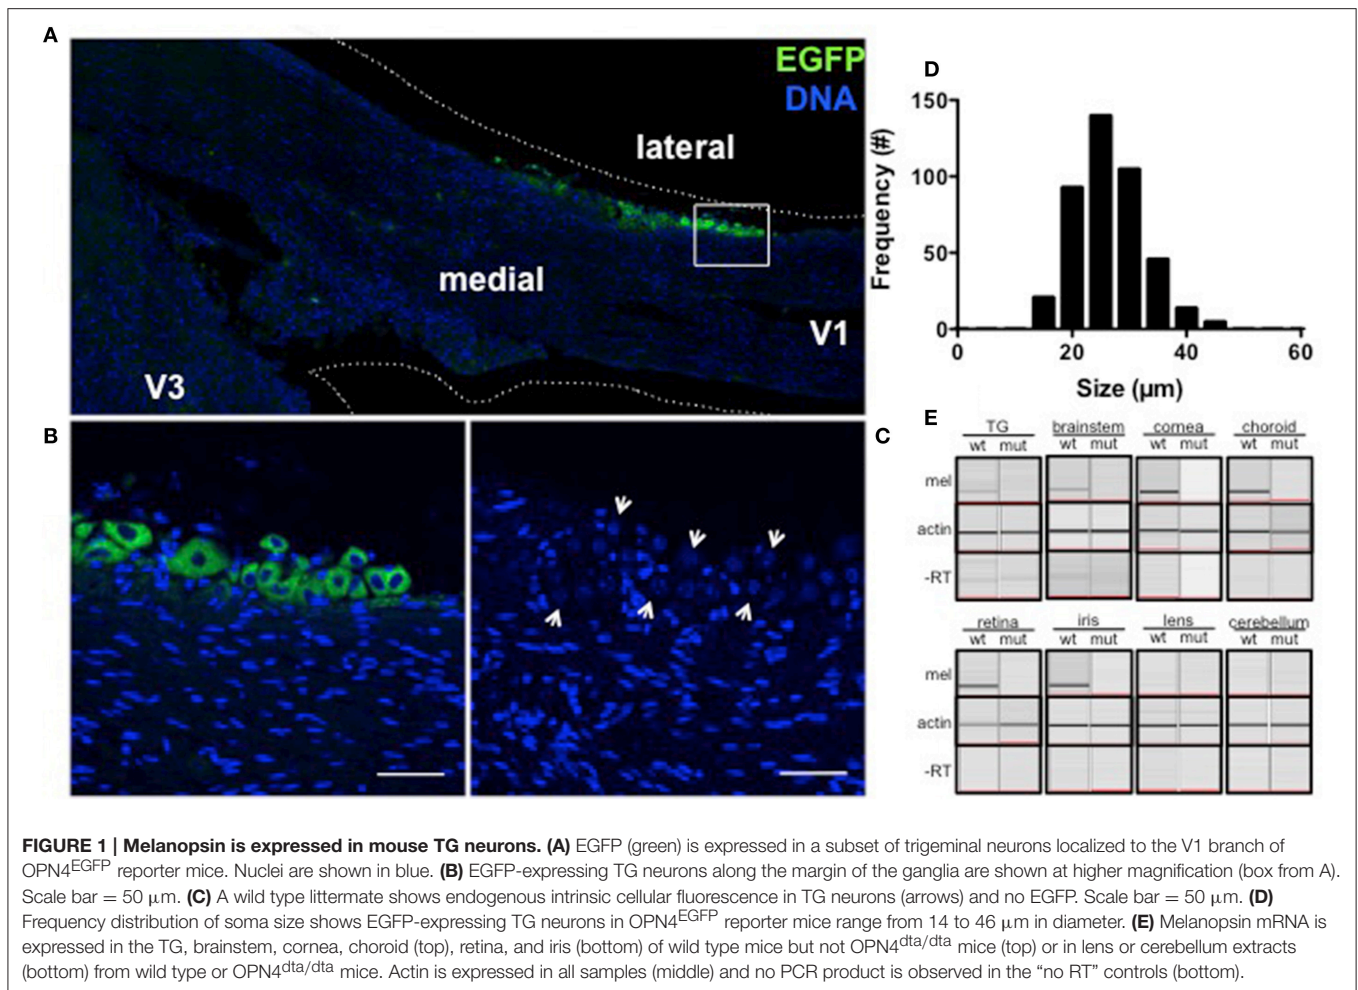 A
EGFP
DNA
lateral
medial
V1
V3
B
C
D
Frequency (#)
150
100
50
0
0 20 40 60
Size (µm)
E
TG brainstem cornea choroid
wt mut wt mut wt mut wt mut
mel
actin
-RT
retina iris lens cerebellum
wt mut wt mut wt mut wt mut
mel
actin
-RT
FIGURE 1 | Melanopsin is expressed in mouse TG neurons. (A) EGFP (green) is expressed in a subset of trigeminal neurons localized to the V1 branch of
OPN4EGFP reporter mice. Nuclei are shown in blue. (B) EGFP-expressing TG neurons along the margin of the ganglia are shown at higher magnification (box from A).
Scale bar = 50 µm. (C) A wild type littermate shows endogenous intrinsic cellular fluorescence in TG neurons (arrows) and no EGFP. Scale bar = 50 µm. (D)
Frequency distribution of soma size shows EGFP-expressing TG neurons in OPN4EGFP reporter mice range from 14 to 46 µm in diameter. (E) Melanopsin mRNA is
expressed in the TG, brainstem, cornea, choroid (top), retina, and iris (bottom) of wild type mice but not OPN4dta/dta mice (top) or in lens or cerebellum extracts
(bottom) from wild type or OPN4dta/dta mice. Actin is expressed in all samples (middle) and no PCR product is observed in the “no RT” controls (bottom).